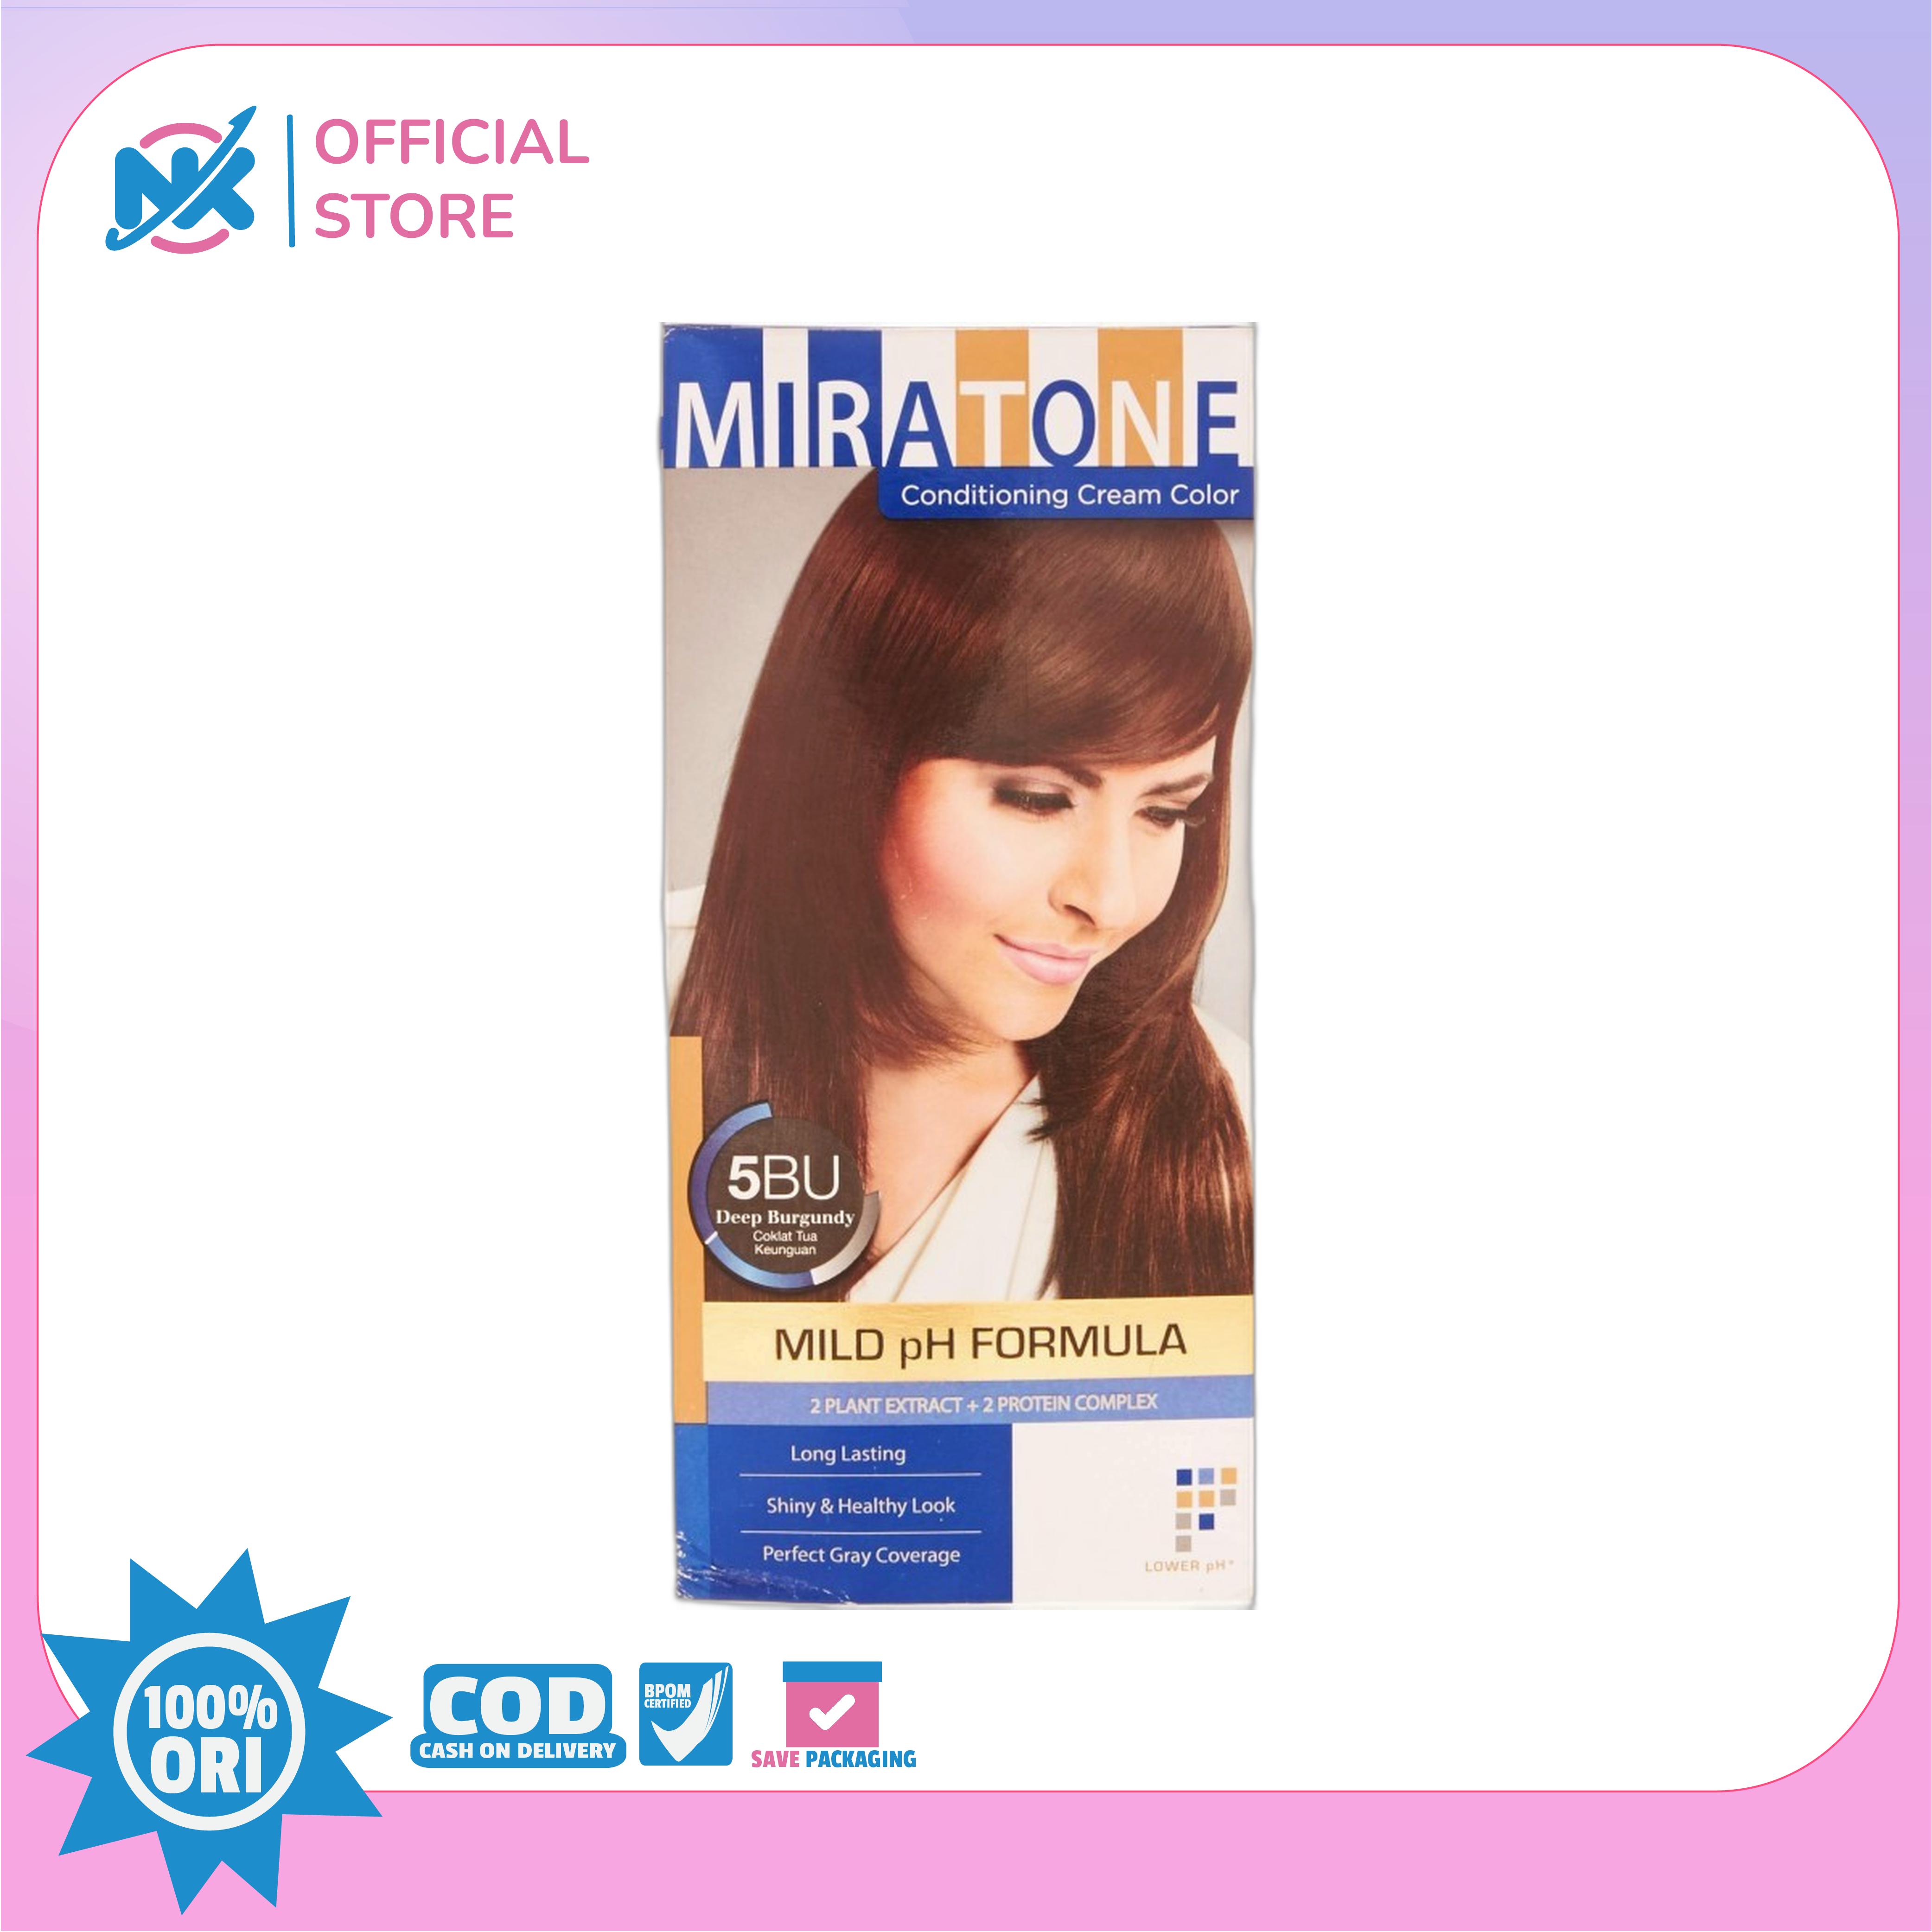 NK
OFFICIAL
STORE
MIRATONE
Conditioning Cream Color
5BU
Deep Burgundy
Coklat Tua
Keunguan
MILD pH FORMULA
2 PLANT EXTRACT + 2 PROTEIN COMPLEX
Long Lasting
Shiny & Healthy Look
Perfect Gray Coverage
LOWER pH+
100%
ORI
COD
CASH ON DELIVERY
BPOM
CERTIFIED
SAVE PACKAGING